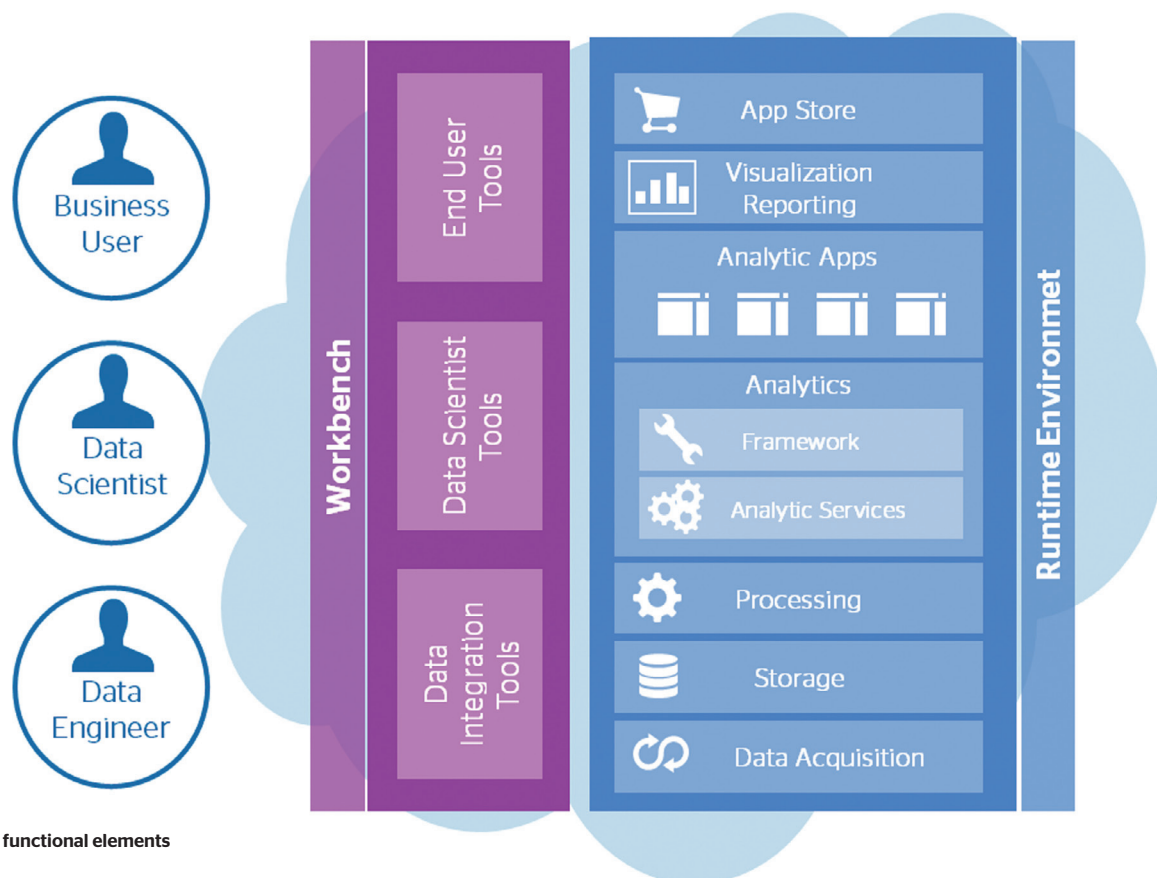 Business
User
Data
Scientist
Data
Engineer
Workbench
End User
Tools
Data Scientist
Tools
Data
Integration
Tools
App Store
Visualization
Reporting
Analytic Apps
Analytics
Framework
Analytic Services
Processing
Storage
Data Acquisition
Runtime Environmet
functional elements